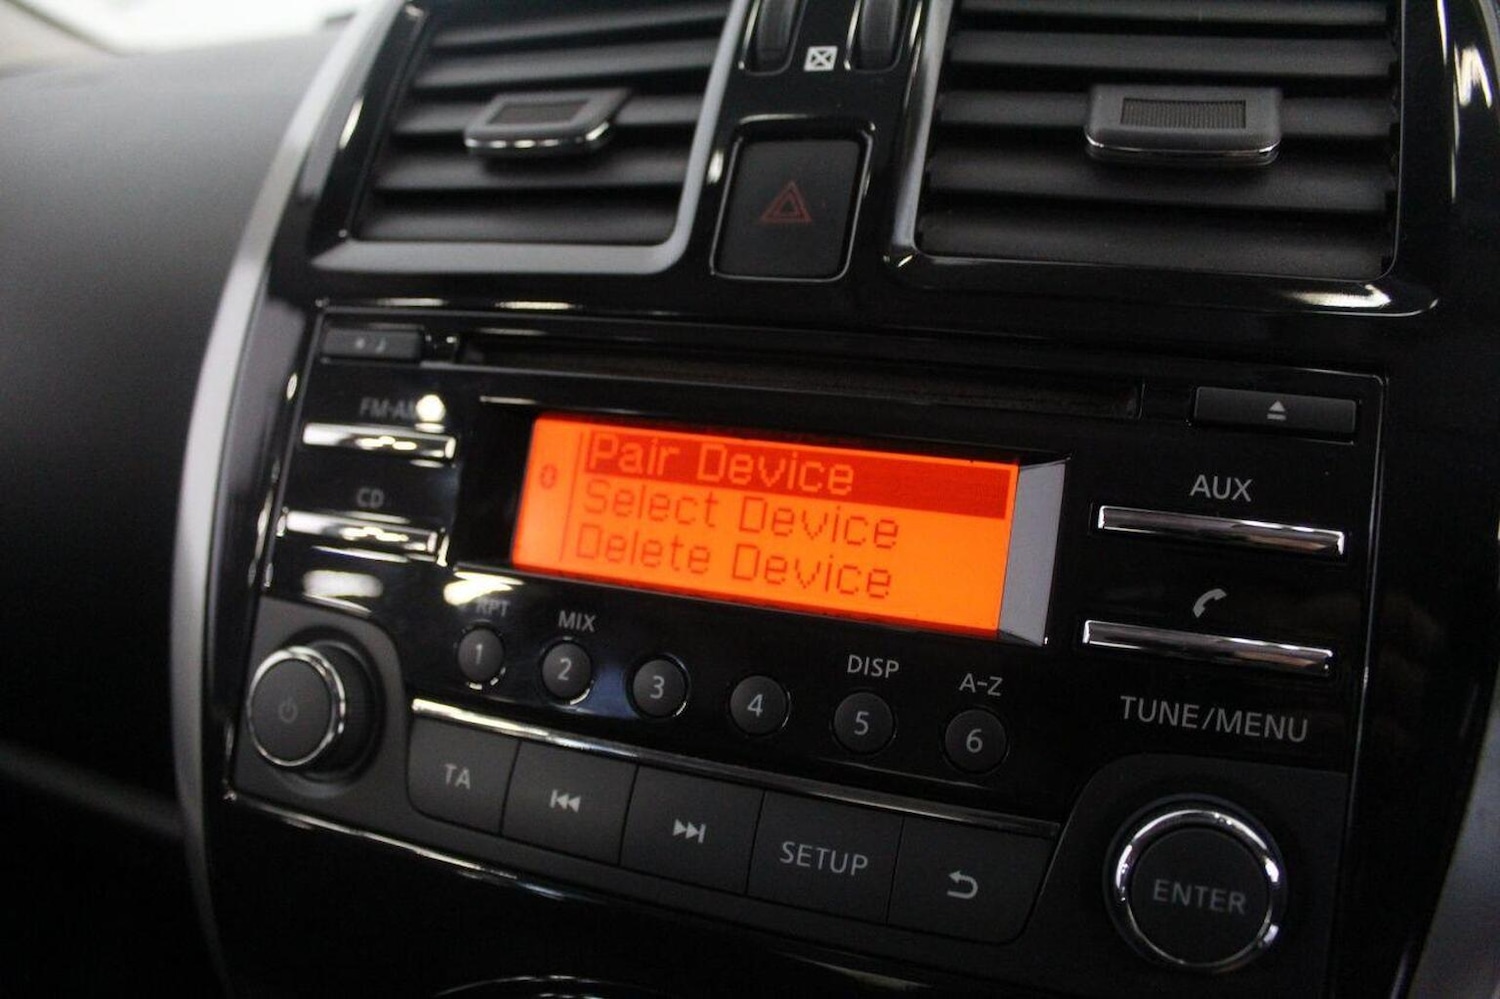 FM·AM
CD
Pair Device
Select Device
Delete Device
AUX
RPT
MIX
DISP
A-Z
TUNE/MENU
1
2
3
4
5
6
TA
SETUP
ENTER